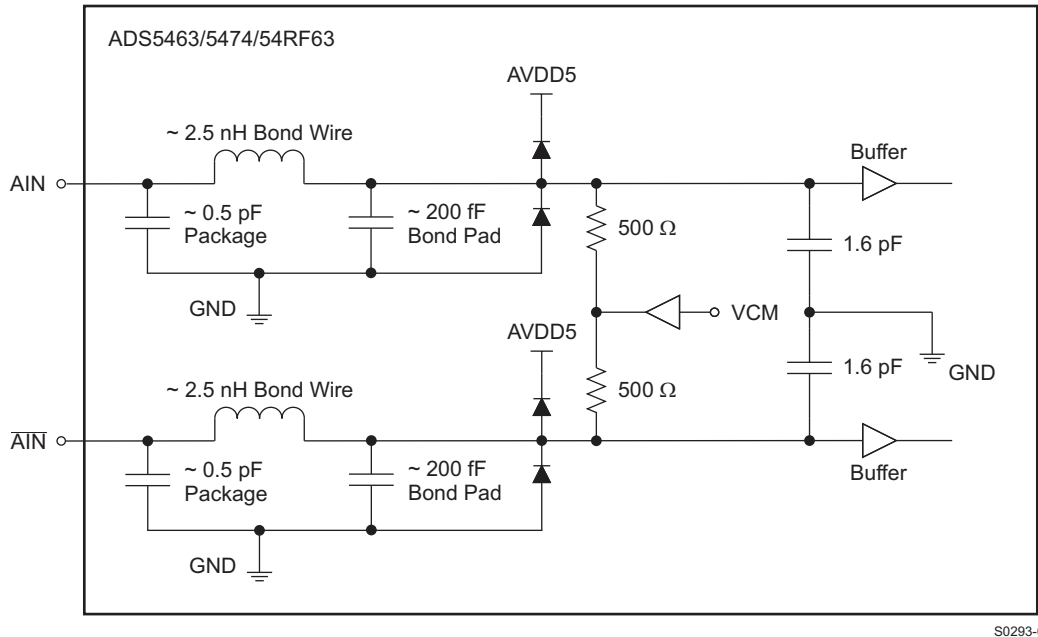 ADS5463/5474/54RF63
AVDD5
~ 2.5 nH Bond Wire
Buffer
AIN
~ 0.5 pF
Package
~ 200 fF
Bond Pad
500 Ω
1.6 pF
GND
VCM
AVDD5
GND
1.6 pF
~ 2.5 nH Bond Wire
500 Ω
A̅I̅N̅
~ 0.5 pF
Package
~ 200 fF
Bond Pad
Buffer
GND